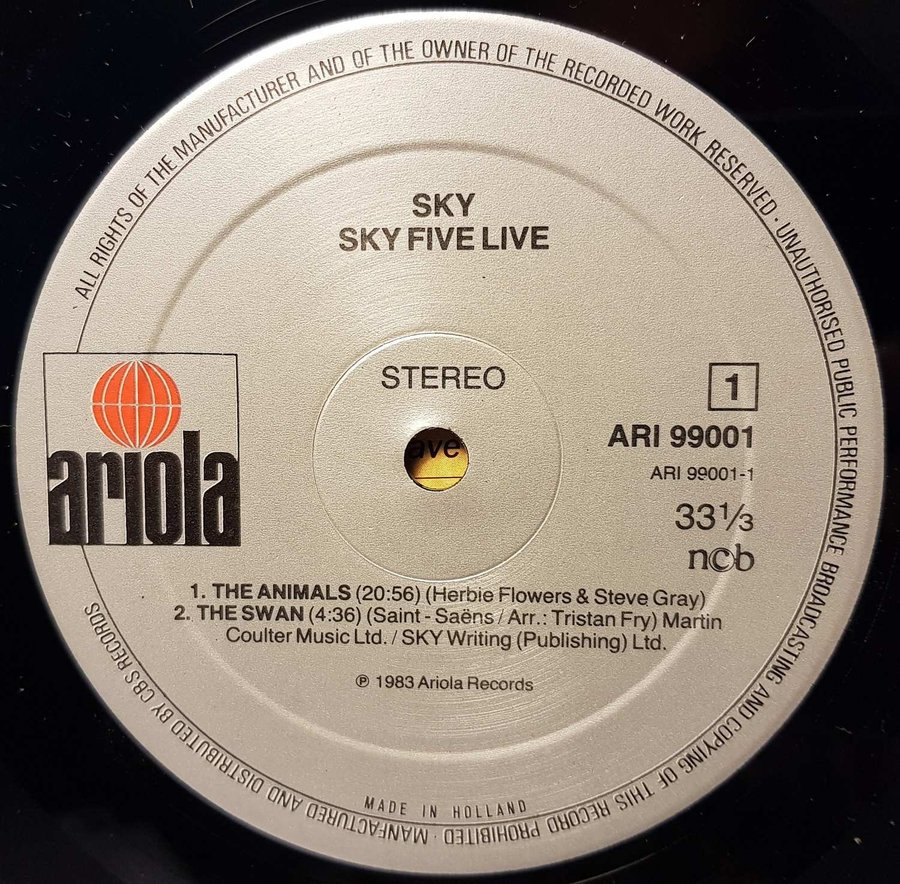 ALL RIGHTS OF THE MANUFACTURER AND OF THE OWNER OF THE RECORDED WORK RESERVED · UNAUTHORISED PUBLIC PERFORMANCE BROADCASTING AND COPYING OF THIS RECORD PROHIBITED · MANFACTURED AND DISTRIBUTED BY CBS RECORDS
SKY
SKY FIVE LIVE
STEREO
1
ariola
ave
ARI 99001
ARI 99001-1
33⅓
ncb
1. THE ANIMALS (20:56) (Herbie Flowers & Steve Gray)
2. THE SWAN (4:36) (Saint-Saëns / Arr.: Tristan Fry) Martin
Coulter Music Ltd. / SKY Writing (Publishing) Ltd.
℗ 1983 Ariola Records
MADE IN HOLLAND